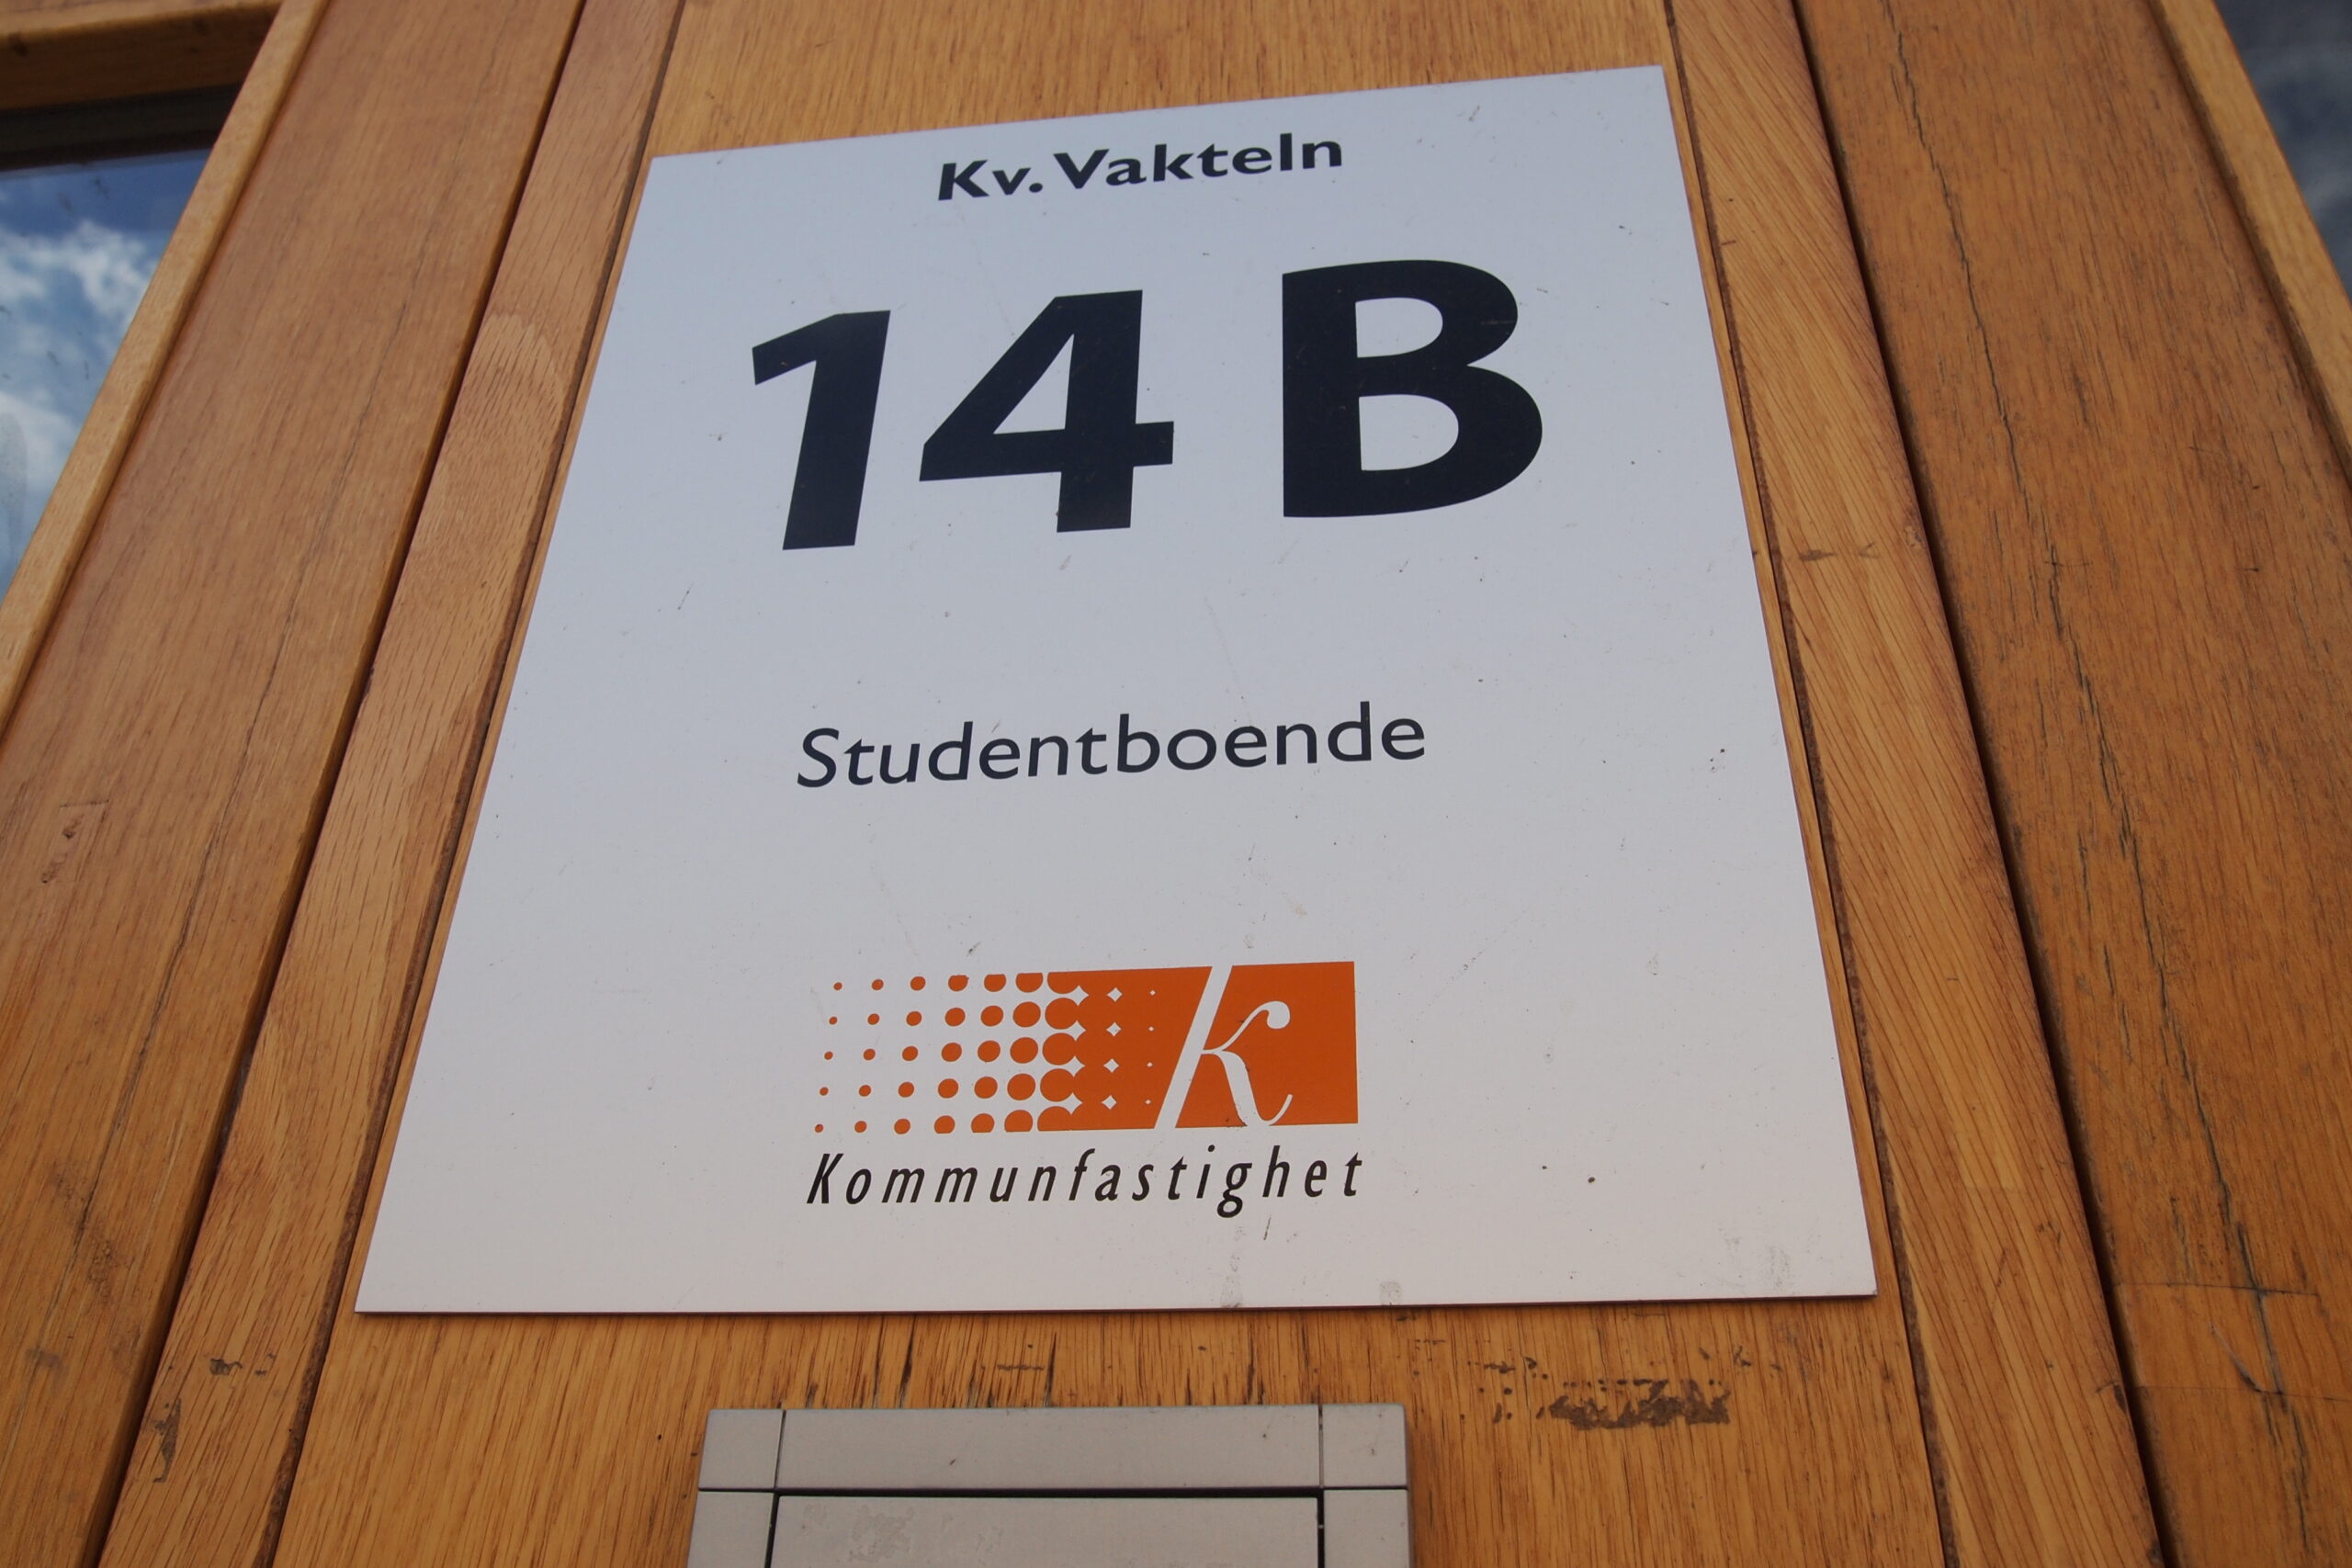 Kv. Vakteln
14 B
Studentboende
K
Kommunfastighet